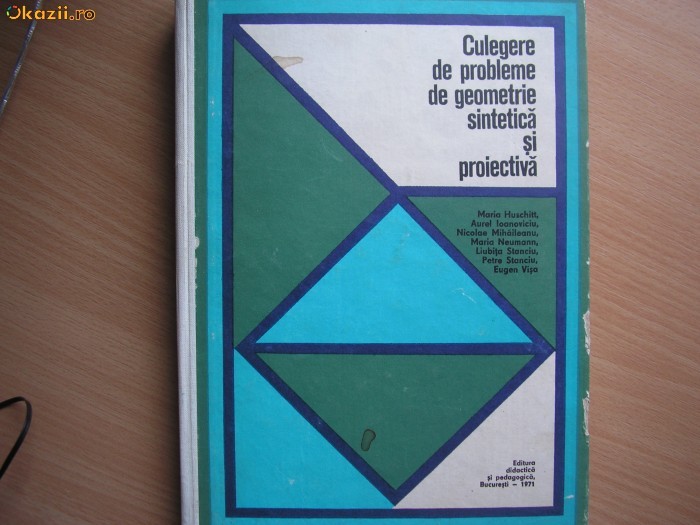 Okazii.ro
Culegere
de probleme
de geometrie
sintetică
și
proiectivă
Maria Huschitt,
Aurel Ioanoviciu,
Nicolae Mihăileanu,
Maria Neumann,
Liubița Stanciu,
Petre Stanciu,
Eugen Vișa
Editura
didactică
și pedagogică,
București – 1971